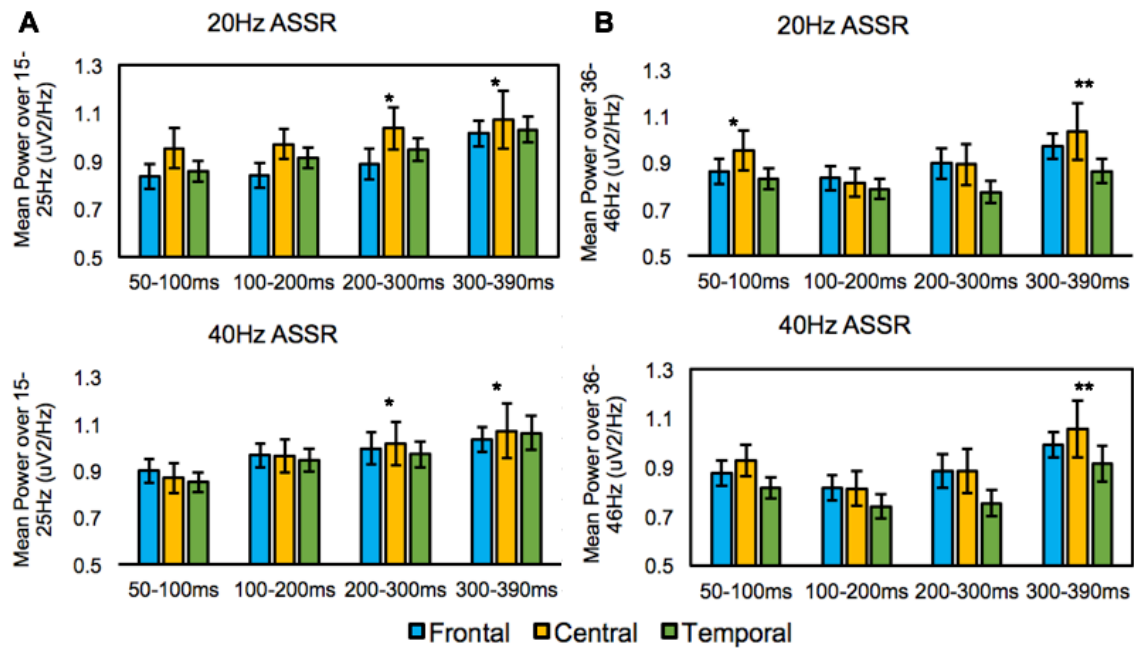 A
20Hz ASSR
Mean Power over 15-
25Hz (uV2/Hz)
1.3
1.1
0.9
0.7
0.5
*
*
50-100ms 100-200ms 200-300ms 300-390ms
40Hz ASSR
Mean Power over 15-
25Hz (uV2/Hz)
1.3
1.1
0.9
0.7
0.5
*
*
50-100ms 100-200ms 200-300ms 300-390ms
B
20Hz ASSR
Mean Power over 36-
46Hz (uV2/Hz)
1.3
1.1
0.9
0.7
0.5
*
**
50-100ms 100-200ms 200-300ms 300-390ms
40Hz ASSR
Mean Power over 36-
46Hz (uV2/Hz)
1.3
1.1
0.9
0.7
0.5
**
50-100ms 100-200ms 200-300ms 300-390ms
Frontal Central Temporal